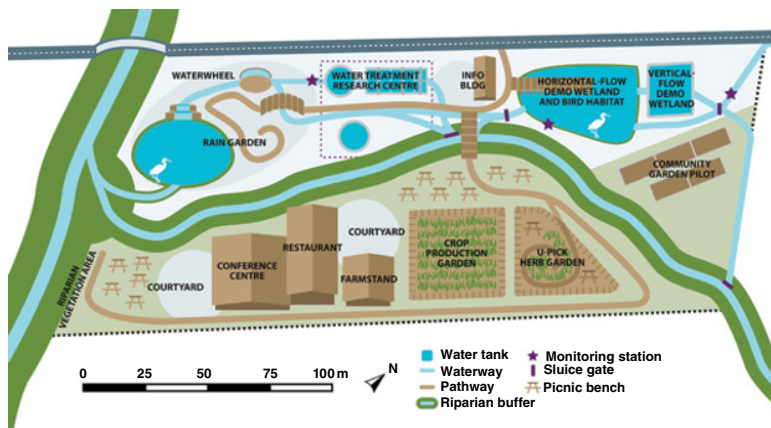 WATERWHEEL
WATER TREATMENT
RESEARCH CENTRE
INFO
BLDG
HORIZONTAL-FLOW
DEMO WETLAND
AND BIRD HABITAT
VERTICAL-
FLOW
DEMO
WETLAND
RAIN GARDEN
COMMUNITY
GARDEN PILOT
RIPARIAN
VEGETATION AREA
COURTYARD
CONFERENCE
CENTRE
RESTAURANT
COURTYARD
FARMSTAND
CROP
PRODUCTION
GARDEN
U-PICK
HERB GARDEN
0 25 50 75 100 m
N
Water tank
Waterway
Pathway
Riparian buffer
Monitoring station
Sluice gate
Picnic bench